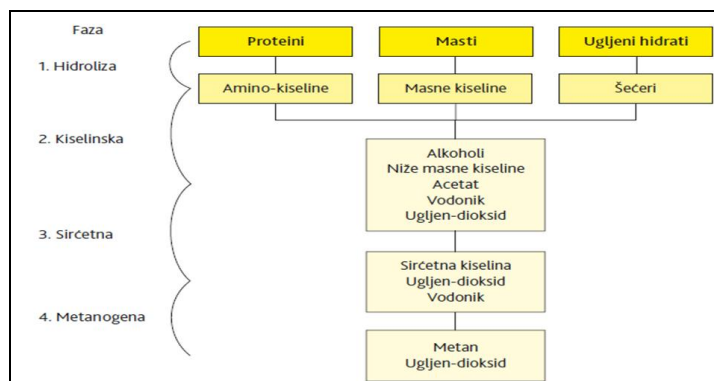 Faza
Proteini
Masti
Ugljeni hidrati
1. Hidroliza
Amino-kiseline
Masne kiseline
Šećeri
2. Kiselinska
Alkoholi
Niže masne kiseline
Acetat
Vodonik
Ugljen-dioksid
3. Sirćetna
Sirćetna kiselina
Ugljen-dioksid
Vodonik
4. Metanogena
Metan
Ugljen-dioksid